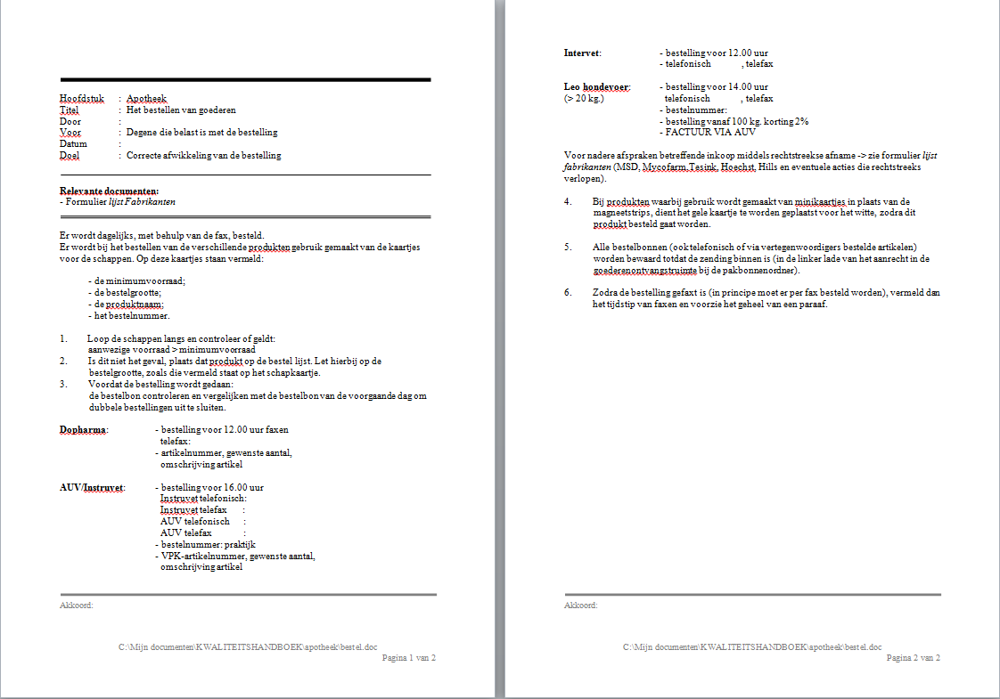 Hoofdstuk : Apotheek
Titel : Het bestellen van goederen
Door :
Voor : Degene die belast is met de bestelling
Datum :
Doel : Correcte afwikkeling van de bestelling
Relevante documenten:
- Formulier lijst Fabrikanten
Er wordt dagelijks, met behulp van de fax, besteld.
Er wordt bij het bestellen van de verschillende produkten gebruik gemaakt van de kaartjes
voor de schappen. Op deze kaartjes staan vermeld:
- de minimumvoorraad;
- de bestelgrootte;
- de produktnaam;
- het bestelnummer.
1. Loop de schappen langs en controleer of geldt:
aanwezige voorraad > minimumvoorraad
2. Is dit niet het geval, plaats dat produkt op de bestel lijst. Let hierbij op de
bestelgrootte, zoals die vermeld staat op het schapkaartje.
3. Voordat de bestelling wordt gedaan:
de bestelbon controleren en vergelijken met de bestelbon van de voorgaande dag om
dubbele bestellingen uit te sluiten.
Dopharma: - bestelling voor 12.00 uur faxen
telefax:
- artikelnummer, gewenste aantal,
omschrijving artikel
AUV/Instruvet: - bestelling voor 16.00 uur
Instruvet telefonisch:
Instruvet telefax :
AUV telefonisch :
AUV telefax :
- bestelnummer: praktijk
- VPK-artikelnummer, gewenste aantal,
omschrijving artikel
Akkoord:
C:\Mijn documenten\KWALITEITSHANDBOEK\apotheek\bestel.doc
Pagina 1 van 2
Intervet: - bestelling voor 12.00 uur
- telefonisch , telefax
Leo hondevoer: - bestelling voor 14.00 uur
(> 20 kg.) telefonisch , telefax
- bestelnummer:
- bestelling vanaf 100 kg. korting 2%
- FACTUUR VIA AUV
Voor nadere afspraken betreffende inkoop middels rechtstreekse afname -> zie formulier lijst
fabrikanten (MSD, Mycofarm,Tesink, Hoechst, Hills en eventuele acties die rechtstreeks
verlopen).
4. Bij produkten waarbij gebruik wordt gemaakt van minikaartjes in plaats van de
magneetstrips, dient het gele kaartje te worden geplaatst voor het witte, zodra dit
produkt besteld gaat worden.
5. Alle bestelbonnen (ook telefonisch of via vertegenwoordigers bestelde artikelen)
worden bewaard totdat de zending binnen is (in de linker lade van het aanrecht in de
goederenontvangstruimte bij de pakbonnenordner).
6. Zodra de bestelling gefaxt is (in principe moet er per fax besteld worden), vermeld dan
het tijdstip van faxen en voorzie het geheel van een paraaf.
Akkoord:
C:\Mijn documenten\KWALITEITSHANDBOEK\apotheek\bestel.doc
Pagina 2 van 2